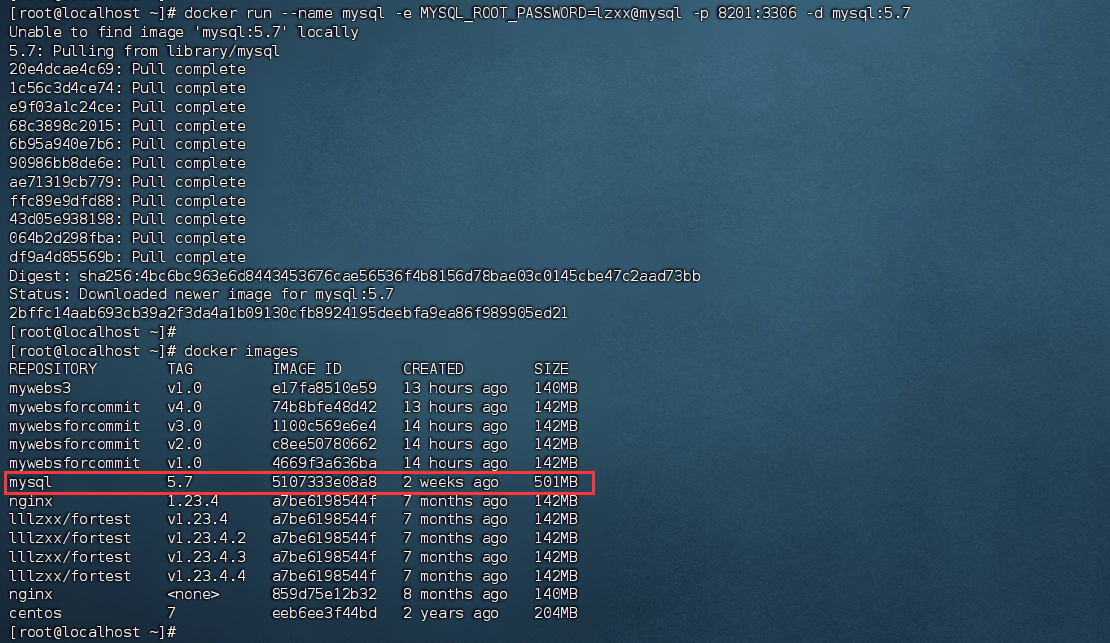 [root@localhost ~]# docker run --name mysql -e MYSQL_ROOT_PASSWORD=lzxx@mysql -p 8201:3306 -d mysql:5.7
Unable to find image 'mysql:5.7' locally
5.7: Pulling from library/mysql
20e4dcae4c69: Pull complete
1c56c3d4ce74: Pull complete
e9f03a1c24ce: Pull complete
68c3898c2015: Pull complete
6b95a940e7b6: Pull complete
90986bb8de6e: Pull complete
ae71319cb779: Pull complete
ffc89e9dfd88: Pull complete
43d05e938198: Pull complete
064b2d298fba: Pull complete
df9a4d85569b: Pull complete
Digest: sha256:4bc6bc963e6d8443453676cae56536f4b8156d78bae03c0145cbe47c2aad73bb
Status: Downloaded newer image for mysql:5.7
2bffc14aab693cb39a2f3da4a1b09130cfb8924195deebfa9ea86f989905ed21
[root@localhost ~]#
[root@localhost ~]# docker images
REPOSITORY TAG IMAGE ID CREATED SIZE
mywebs3 v1.0 e17fa8510e59 13 hours ago 140MB
mywebsforcommit v4.0 74b8bfe48d42 13 hours ago 142MB
mywebsforcommit v3.0 1100c569e6e4 14 hours ago 142MB
mywebsforcommit v2.0 c8ee50780662 14 hours ago 142MB
mywebsforcommit v1.0 4669f3a636ba 14 hours ago 142MB
mysql 5.7 5107333e08a8 2 weeks ago 501MB
nginx 1.23.4 a7be6198544f 7 months ago 142MB
lllzxx/fortest v1.23.4 a7be6198544f 7 months ago 142MB
lllzxx/fortest v1.23.4.2 a7be6198544f 7 months ago 142MB
lllzxx/fortest v1.23.4.3 a7be6198544f 7 months ago 142MB
lllzxx/fortest v1.23.4.4 a7be6198544f 7 months ago 142MB
nginx <none> 859d75e12b32 8 months ago 140MB
centos 7 eeb6ee3f44bd 2 years ago 204MB
[root@localhost ~]#